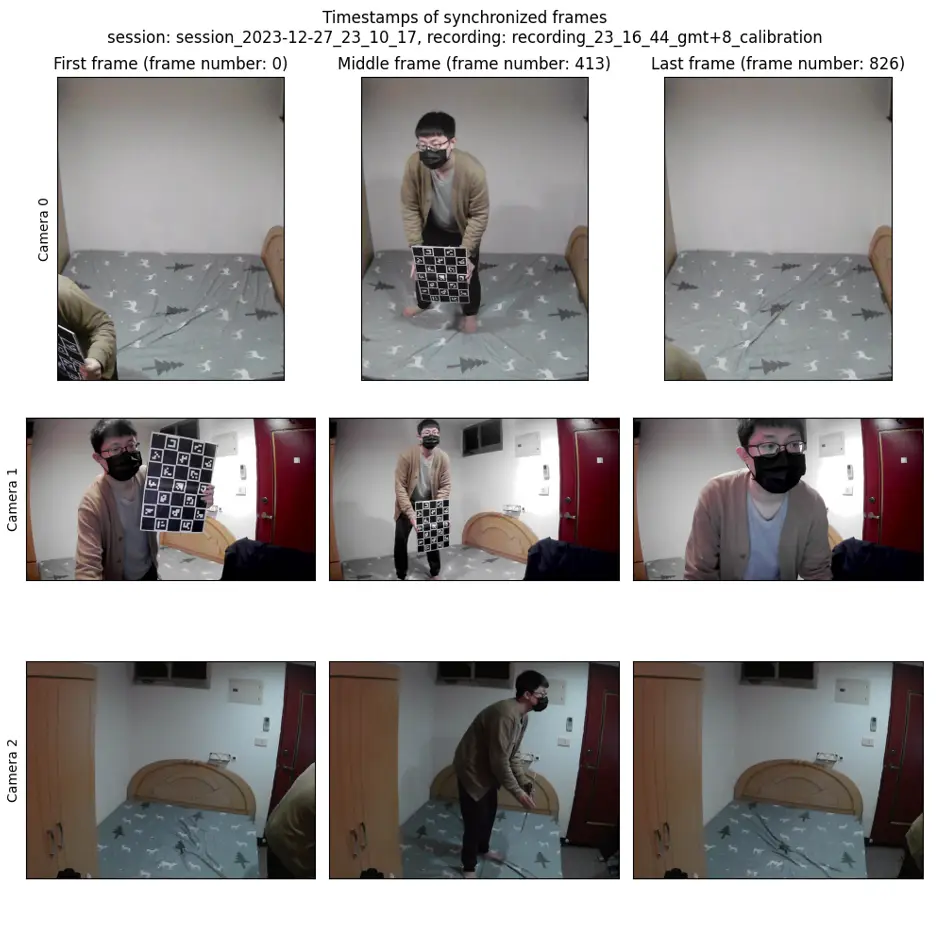 Timestamps of synchronized frames
session: session_2023-12-27_23_10_17, recording: recording_23_16_44_gmt+8_calibration
First frame (frame number: 0)
Middle frame (frame number: 413)
Last frame (frame number: 826)
Camera 0
Camera 1
Camera 2